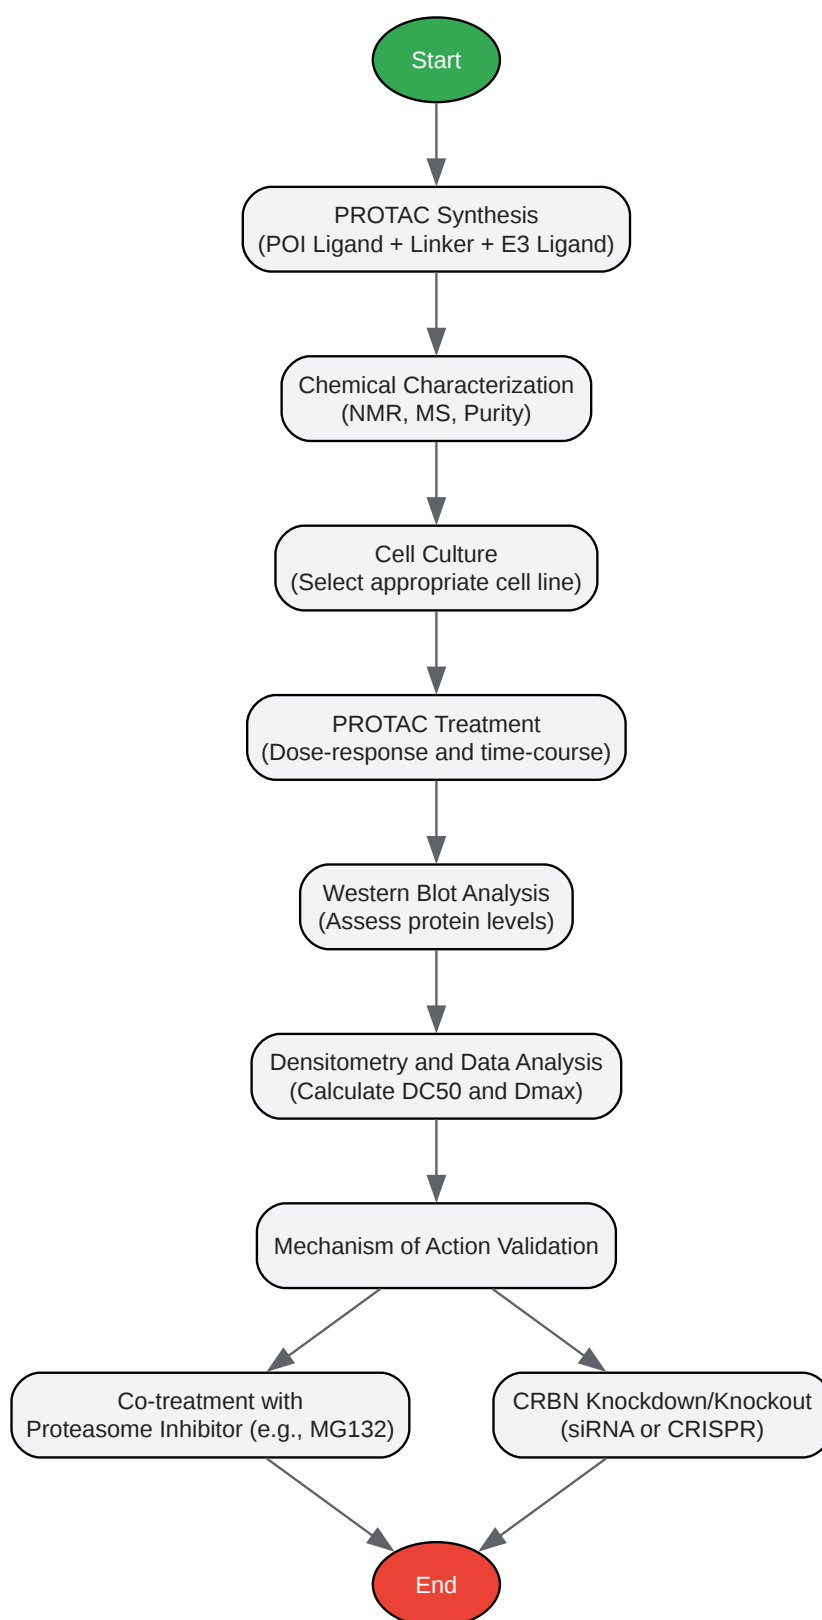 Start
PROTAC Synthesis
(POI Ligand + Linker + E3 Ligand)
Chemical Characterization
(NMR, MS, Purity)
Cell Culture
(Select appropriate cell line)
PROTAC Treatment
(Dose-response and time-course)
Western Blot Analysis
(Assess protein levels)
Densitometry and Data Analysis
(Calculate DC50 and Dmax)
Mechanism of Action Validation
Co-treatment with
Proteasome Inhibitor (e.g., MG132)
CRBN Knockdown/Knockout
(siRNA or CRISPR)
End